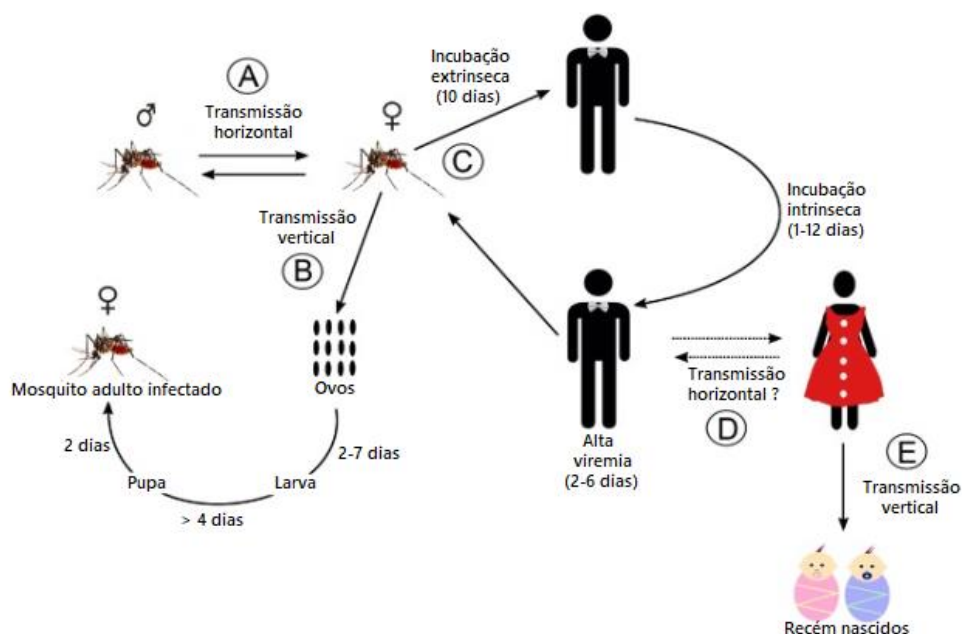 A
Transmissão
horizontal
♂
♀
Incubação
extrinseca
(10 dias)
C
Incubação
intrinseca
(1-12 dias)
Transmissão
vertical
B
♀
Mosquito adulto infectado
Ovos
2 dias
2-7 dias
Pupa
Larva
> 4 dias
Alta
viremia
(2-6 dias)
Transmissão
horizontal ?
D
E
Transmissão
vertical
Recém nascidos